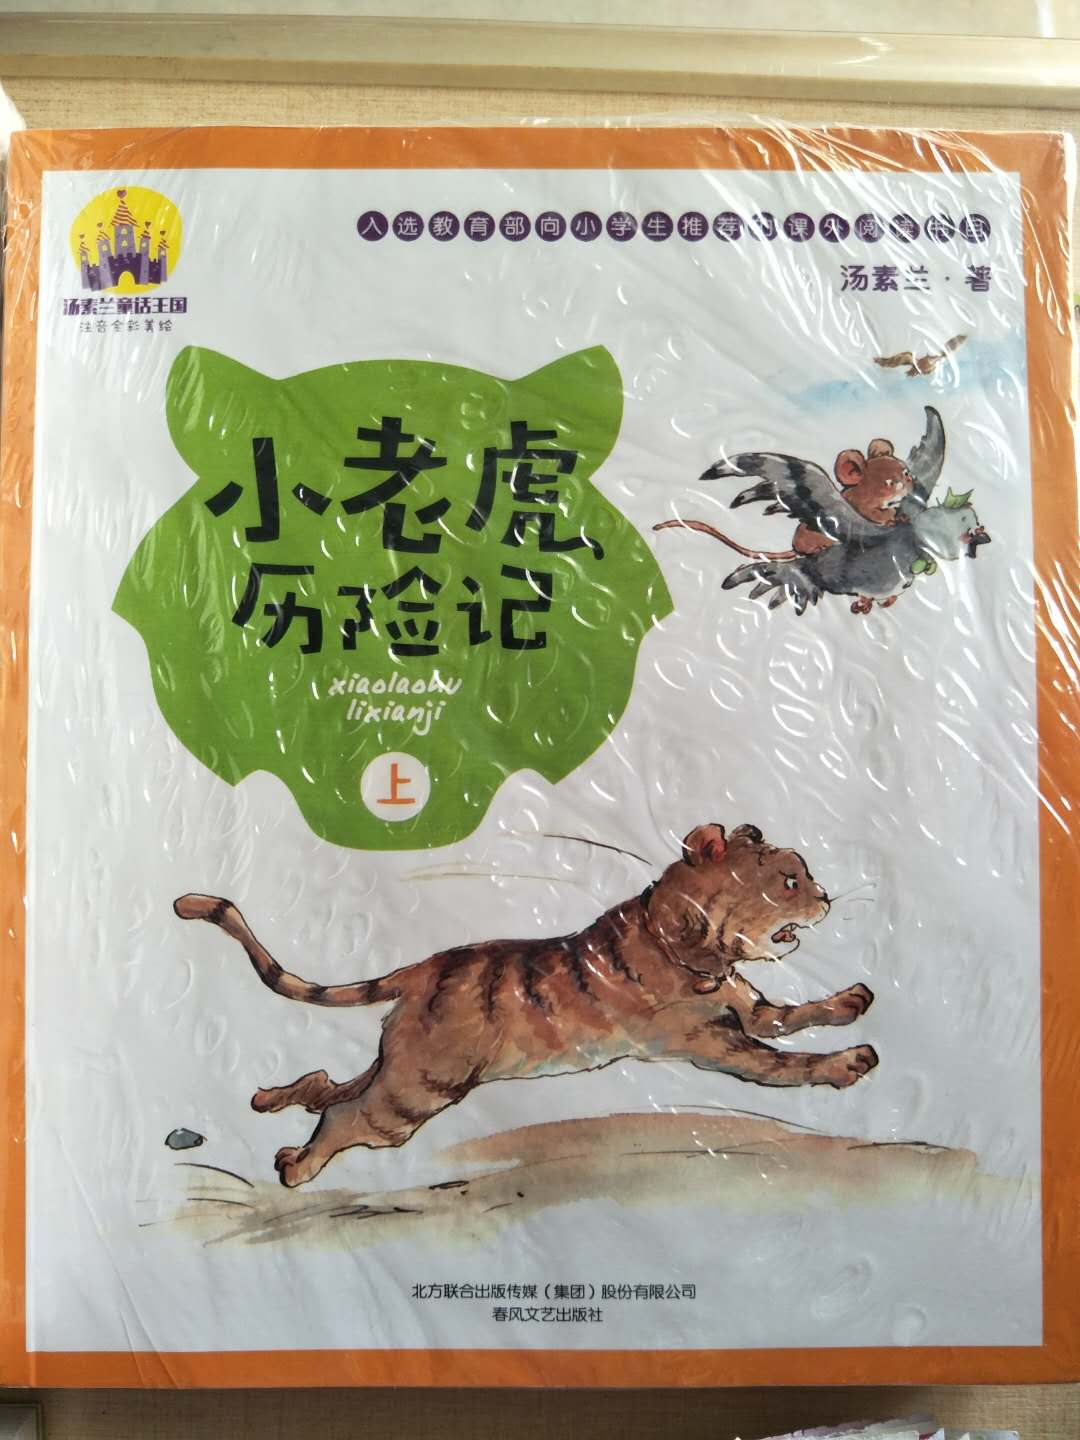 入选教育部向小学生推荐的课外阅读书目
汤素兰·著
汤素兰童话王国
注音全彩美绘
小老虎
历险记
xiaolaohu
lixianji
上
北方联合出版传媒（集团）股份有限公司
春风文艺出版社